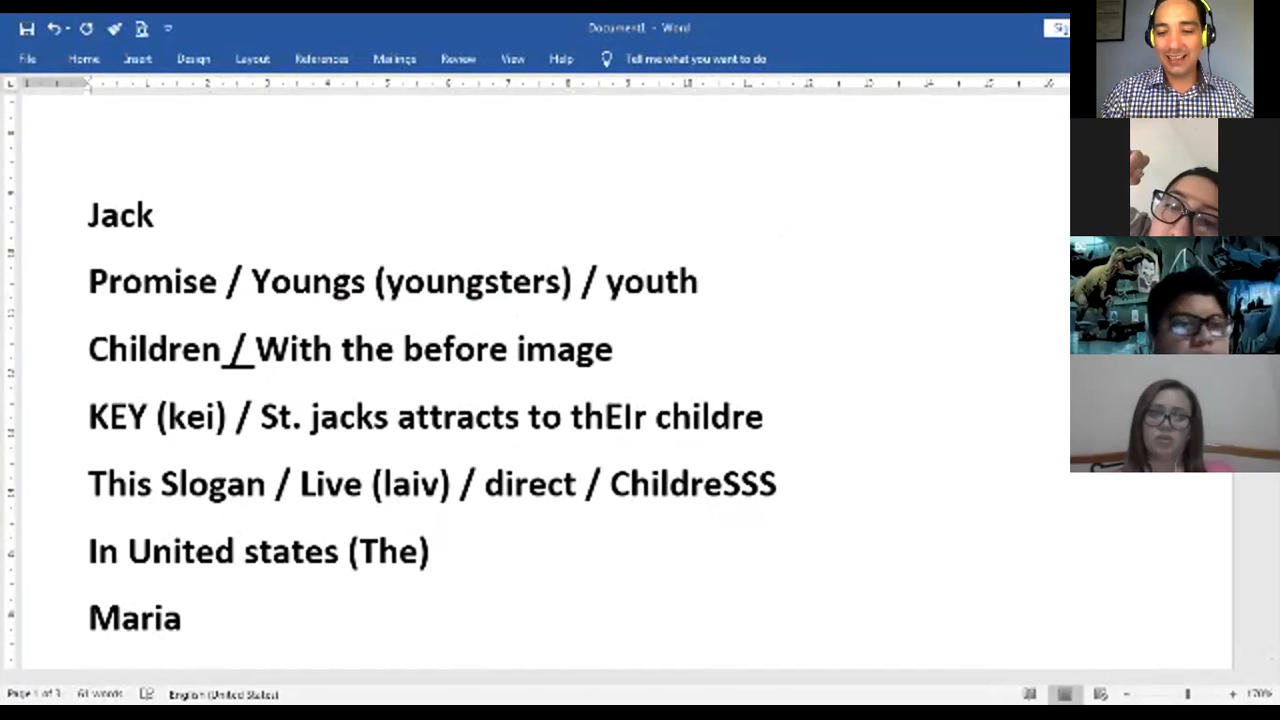 Document1 - Word
File Home Insert Design Layout References Mailings Review View Help Tell me what you want to do
Jack
Promise / Youngs (youngsters) / youth
Children / With the before image
KEY (kei) / St. jacks attracts to thEIr childre
This Slogan / Live (laiv) / direct / ChildreSSS
In United states (The)
Maria
Page 1 of 3 61 words English (United States) 170%